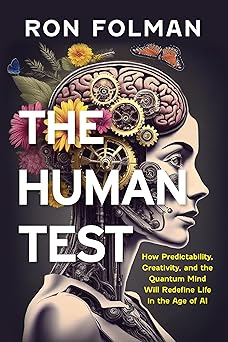 RON FOLMAN
THE
HUMAN
TEST
How Predictability,
Creativity, and the
Quantum Mind
Will Redefine Life
in the Age of AI